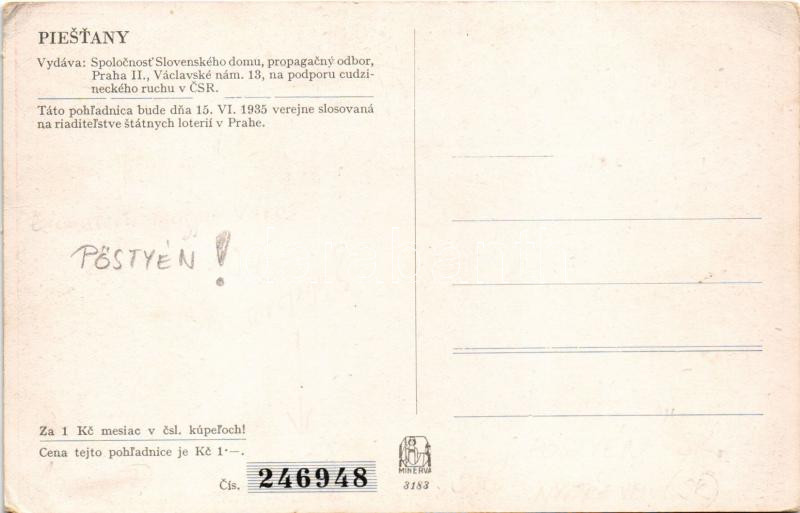 PIEŠŤANY
Vydáva: Spoločnosť Slovenského domu, propagačný odbor,
Praha II., Václavské nám. 13, na podporu cudzi-
neckého ruchu v ČSR.
Táto pohľadnica bude dňa 15. VI. 1935 verejne slosovaná
na riaditeľstve štátnych loterií v Prahe.
PÖSTYÉN!
Za 1 Kč mesiac v čsl. kúpeľoch!
Cena tejto pohľadnice je Kč 1·—.
Čís. 246948
MINERVA
3183